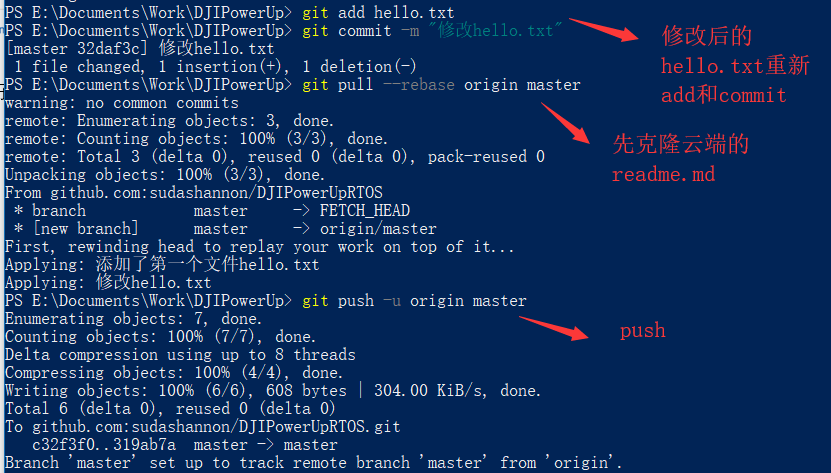 PS E:\Documents\Work\DJIPowerUp> git add hello.txt
PS E:\Documents\Work\DJIPowerUp> git commit -m "修改hello.txt"
[master 32daf3c] 修改hello.txt
1 file changed, 1 insertion(+), 1 deletion(-)
PS E:\Documents\Work\DJIPowerUp> git pull --rebase origin master
warning: no common commits
remote: Enumerating objects: 3, done.
remote: Counting objects: 100% (3/3), done.
remote: Total 3 (delta 0), reused 0 (delta 0), pack-reused 0
Unpacking objects: 100% (3/3), done.
From github.com:sudashannon/DJIPowerUpRTOS
* branch master -> FETCH_HEAD
* [new branch] master -> origin/master
First, rewinding head to replay your work on top of it...
Applying: 添加了第一个文件hello.txt
Applying: 修改hello.txt
PS E:\Documents\Work\DJIPowerUp> git push -u origin master
Enumerating objects: 7, done.
Counting objects: 100% (7/7), done.
Delta compression using up to 8 threads
Compressing objects: 100% (4/4), done.
Writing objects: 100% (6/6), 608 bytes | 304.00 KiB/s, done.
Total 6 (delta 0), reused 0 (delta 0)
To github.com:sudashannon/DJIPowerUpRTOS.git
c32f3f0..319ab7a master -> master
Branch 'master' set up to track remote branch 'master' from 'origin'.
修改后的
hello.txt重新
add和commit
先克隆云端的
readme.md
push